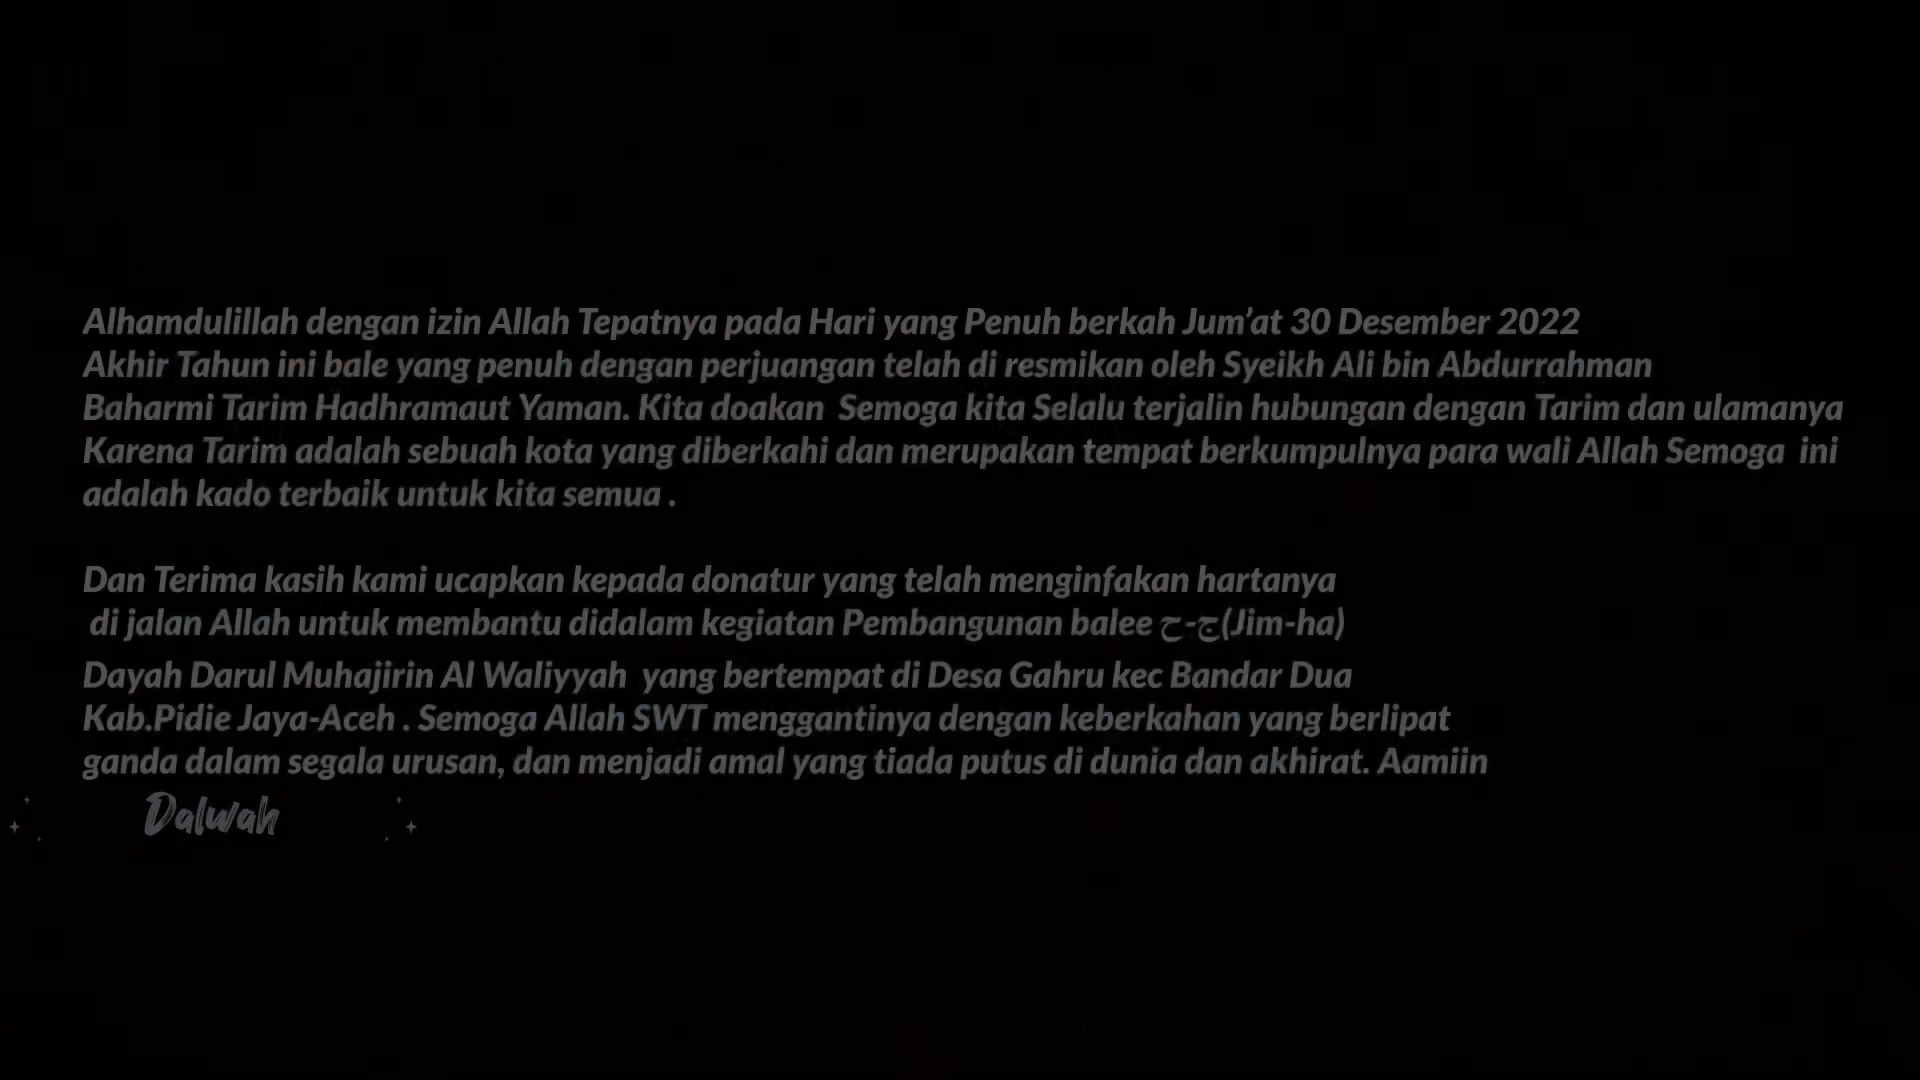 Alhamdulillah dengan izin Allah Tepatnya pada Hari yang Penuh berkah Jum’at 30 Desember 2022
Akhir Tahun ini bale yang penuh dengan perjuangan telah di resmikan oleh Syeikh Ali bin Abdurrahman
Baharmi Tarim Hadhramaut Yaman. Kita doakan Semoga kita Selalu terjalin hubungan dengan Tarim dan ulamanya
Karena Tarim adalah sebuah kota yang diberkahi dan merupakan tempat berkumpulnya para wali Allah Semoga ini
adalah kado terbaik untuk kita semua .
Dan Terima kasih kami ucapkan kepada donatur yang telah menginfakan hartanya
di jalan Allah untuk membantu didalam kegiatan Pembangunan balee ج-ح(Jim-ha)
Dayah Darul Muhajirin Al Waliyyah yang bertempat di Desa Gahru kec Bandar Dua
Kab.Pidie Jaya-Aceh . Semoga Allah SWT menggantinya dengan keberkahan yang berlipat
ganda dalam segala urusan, dan menjadi amal yang tiada putus di dunia dan akhirat. Aamiin
Dalwah